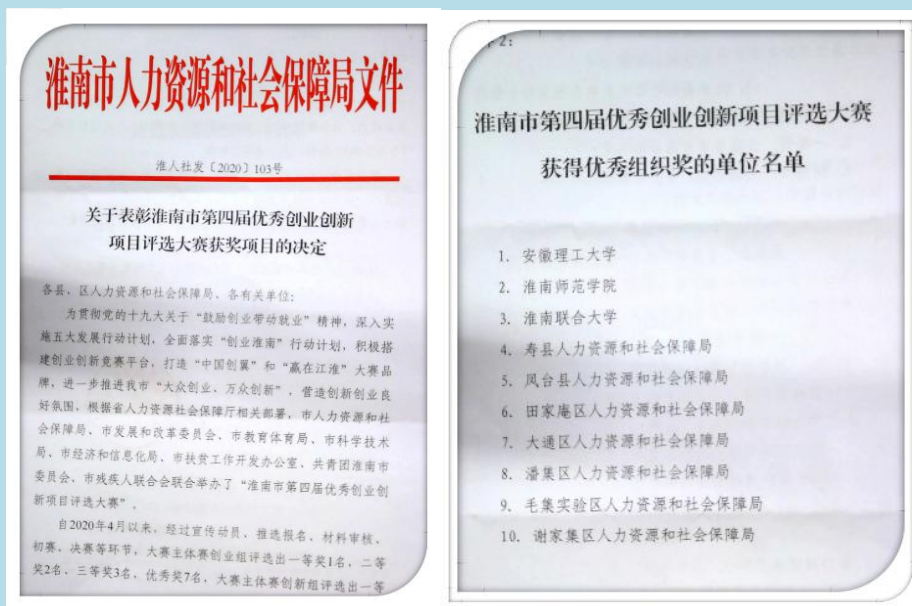 淮南市人力资源和社会保障局文件
淮人社发〔2020〕103号
关于表彰淮南市第四届优秀创业创新
项目评选大赛获奖项目的决定
各县、区人力资源和社会保障局、各有关单位:
为贯彻党的十九大关于“鼓励创业带动就业”精神，深入实
施五大发展行动计划，全面落实“创业淮南”行动计划，积极搭
建创业创新竞赛平台，打造“中国创翼”和“赢在江淮”大赛品
牌，进一步推进我市“大众创业、万众创新”，营造创新创业良
好氛围，根据省人力资源社会保障厅相关部署，市人力资源和社
会保障局、市发展和改革委员会、市教育体育局、市科学技术
局、市经济和信息化局、市扶贫工作开发办公室、共青团淮南市
委员会、市残疾人联合会联合举办了“淮南市第四届优秀创业创
新项目评选大赛”。
自2020年4月以来，经过宣传动员、推选报名、材料审核、
初赛、决赛等环节，大赛主体赛创业组评选出一等奖1名，二等
奖2名，三等奖3名，优秀奖7名，大赛主体赛创新组评选出一等
2:
淮南市第四届优秀创业创新项目评选大赛
获得优秀组织奖的单位名单
1. 安徽理工大学
2. 淮南师范学院
3. 淮南联合大学
4. 寿县人力资源和社会保障局
5. 凤台县人力资源和社会保障局
6. 田家庵区人力资源和社会保障局
7. 大通区人力资源和社会保障局
8. 潘集区人力资源和社会保障局
9. 毛集实验区人力资源和社会保障局
10. 谢家集区人力资源和社会保障局